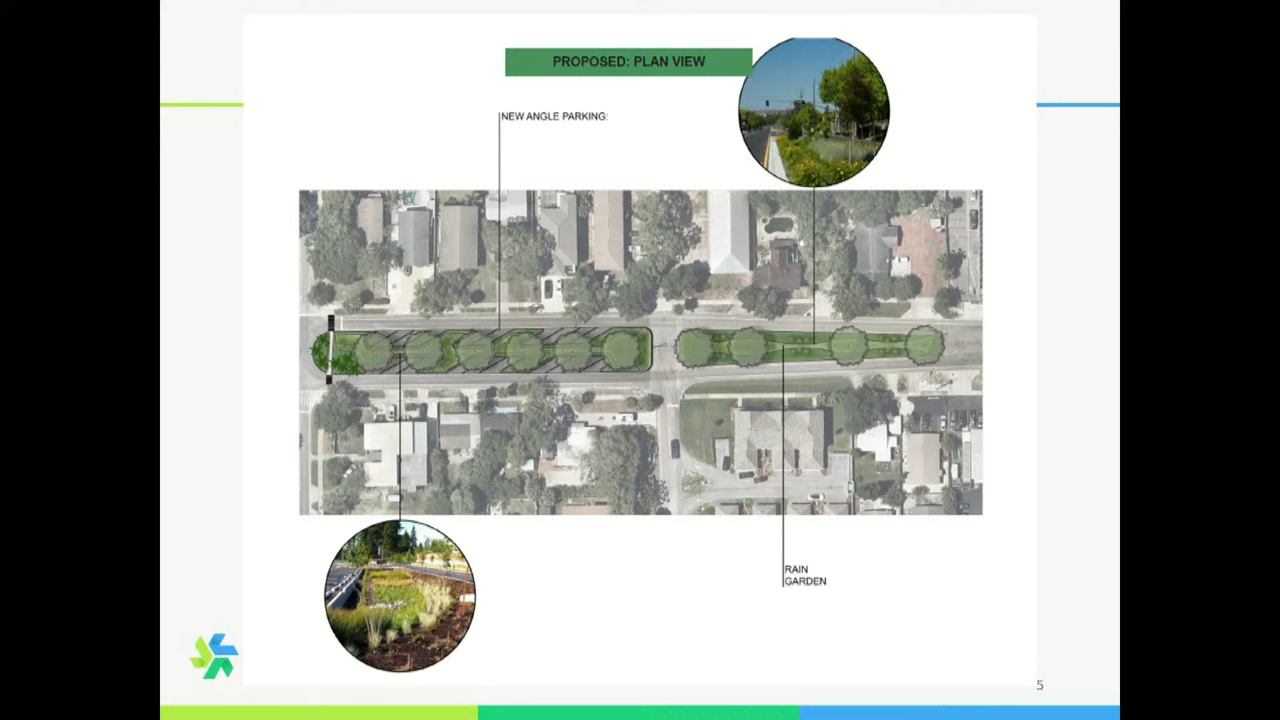 PROPOSED: PLAN VIEW
NEW ANGLE PARKING:
RAIN
GARDEN
5